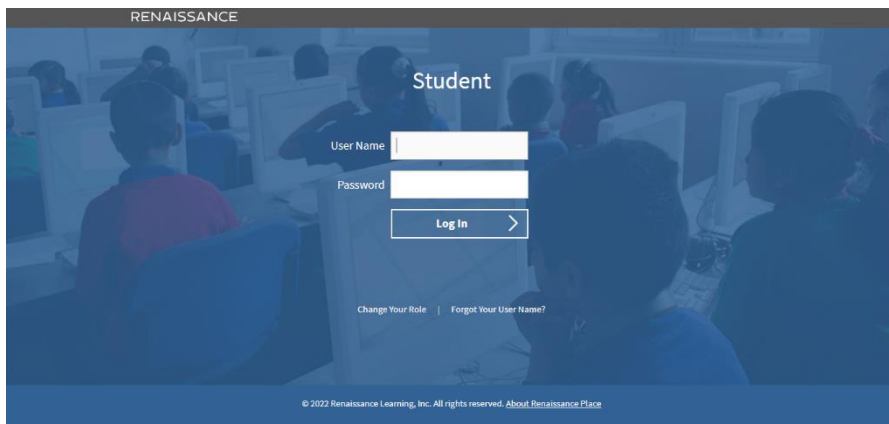 RENAISSANCE
Student
User Name
Password
Log In
Change Your Role | Forgot Your User Name?
© 2022 Renaissance Learning, Inc. All rights reserved. About Renaissance Place